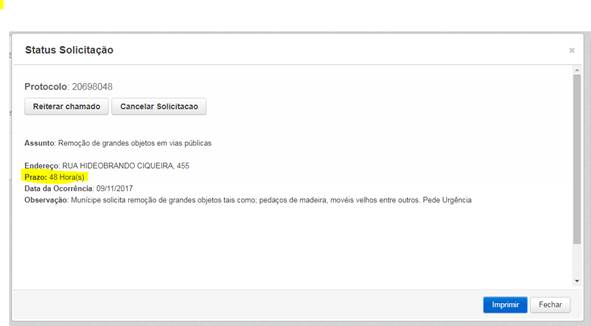 Status Solicitação
×
Protocolo: 20698048
Reiterar chamado Cancelar Solicitacao
Assunto: Remoção de grandes objetos em vias públicas
Endereço: RUA HIDEOBRANDO CIQUEIRA, 455
Prazo: 48 Hora(s)
Data da Ocorrência: 09/11/2017
Observação: Munícipe solicita remoção de grandes objetos tais como; pedaços de madeira, movéis velhos entre outros. Pede Urgência
Imprimir Fechar